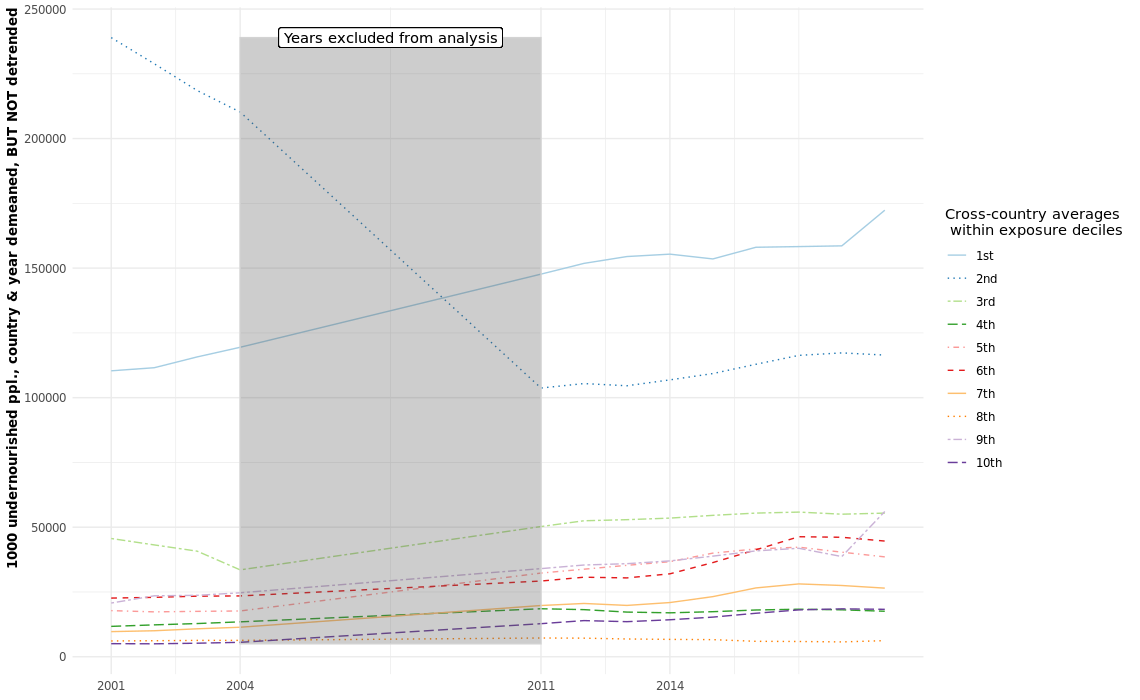 1000 undernourished ppl., country & year demeaned, BUT NOT detrended
250000
200000
150000
100000
50000
0
Years excluded from analysis
2001
2004
2011
2014
Cross-country averages
within exposure deciles
1st
2nd
3rd
4th
5th
6th
7th
8th
9th
10th